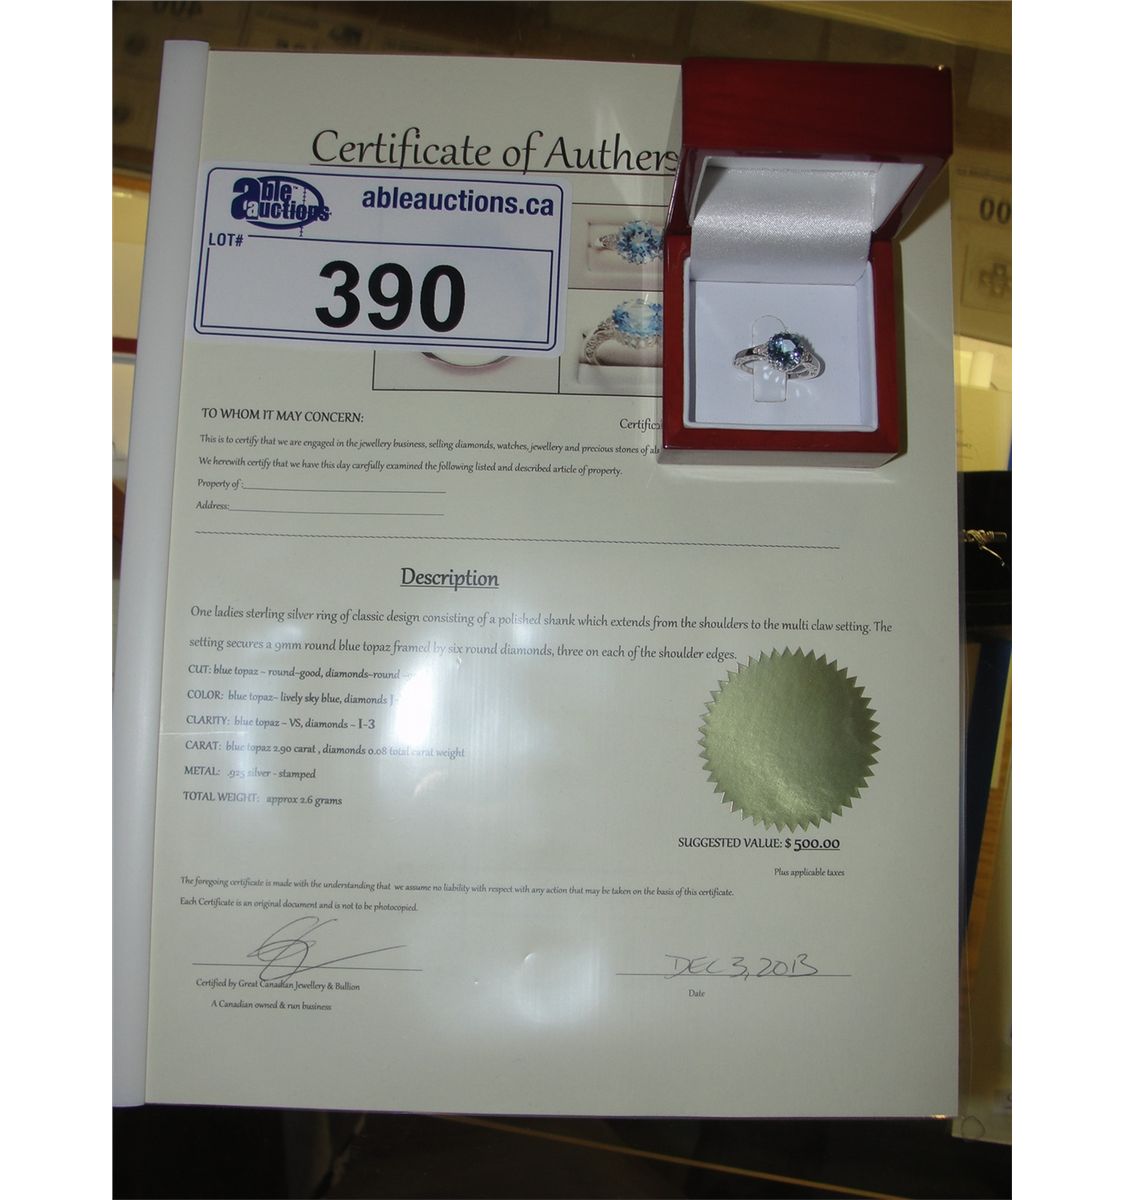 Certificate of Authens
able auctions
ableauctions.ca
LOT#
390
TO WHOM IT MAY CONCERN:
Certific
This is to certify that we are engaged in the jewellery business, selling diamonds, watches, jewellery and precious stones of al
We herewith certify that we have this day carefully examined the following listed and described article of property.
Property of:
Address:
Description
One ladies sterling silver ring of classic design consisting of a polished shank which extends from the shoulders to the multi claw setting. The
setting secures a 9mm round blue topaz framed by six round diamonds, three on each of the shoulder edges.
CUT: blue topaz ~ round-good, diamonds-round
COLOR: blue topaz~ lively sky blue, diamonds J-
CLARITY: blue topaz ~ VS, diamonds ~ I-3
CARAT: blue topaz 2.90 carat , diamonds 0.08 total carat weight
METAL: .925 silver - stamped
TOTAL WEIGHT: approx 2.6 grams
SUGGESTED VALUE: $ 500.00
Plus applicable taxes
The foregoing certificate is made with the understanding that we assume no liability with respect with any action that may be taken on the basis of this certificate.
Each Certificate is an original document and is not to be photocopied.
DEC 3, 2013
Certified by Great Canadian Jewellery & Bullion
Date
A Canadian owned & run business